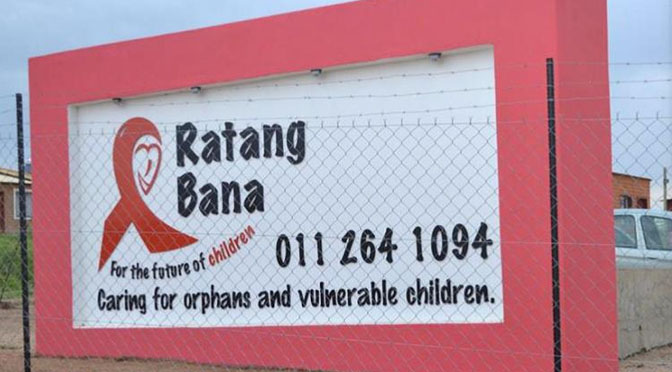 Ratang
Bana
For the future of children
011 264 1094
Caring for orphans and vulnerable children.